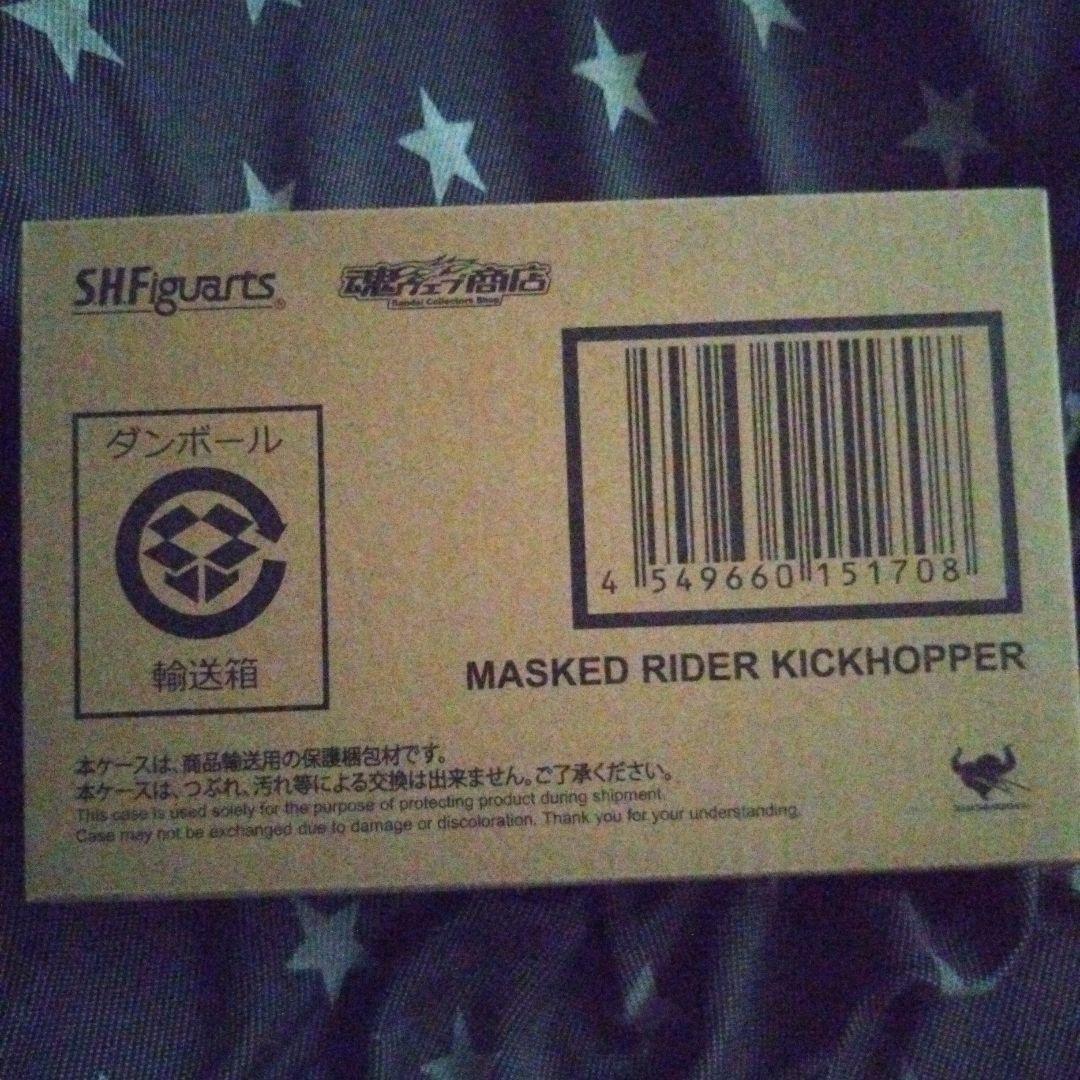 S.H.Figuarts
魂ウェブ商店
Bandai Collectors Shop
4 549660 151708
ダンボール
輸送箱
MASKED RIDER KICKHOPPER
本ケースは、商品輸送用の保護梱包材です。
本ケースは、つぶれ、汚れ等による交換は出来ません。ご了承ください。
This case is used solely for the purpose of protecting product during shipment.
Case may not be exchanged due to damage or discoloration. Thank you for your understanding.